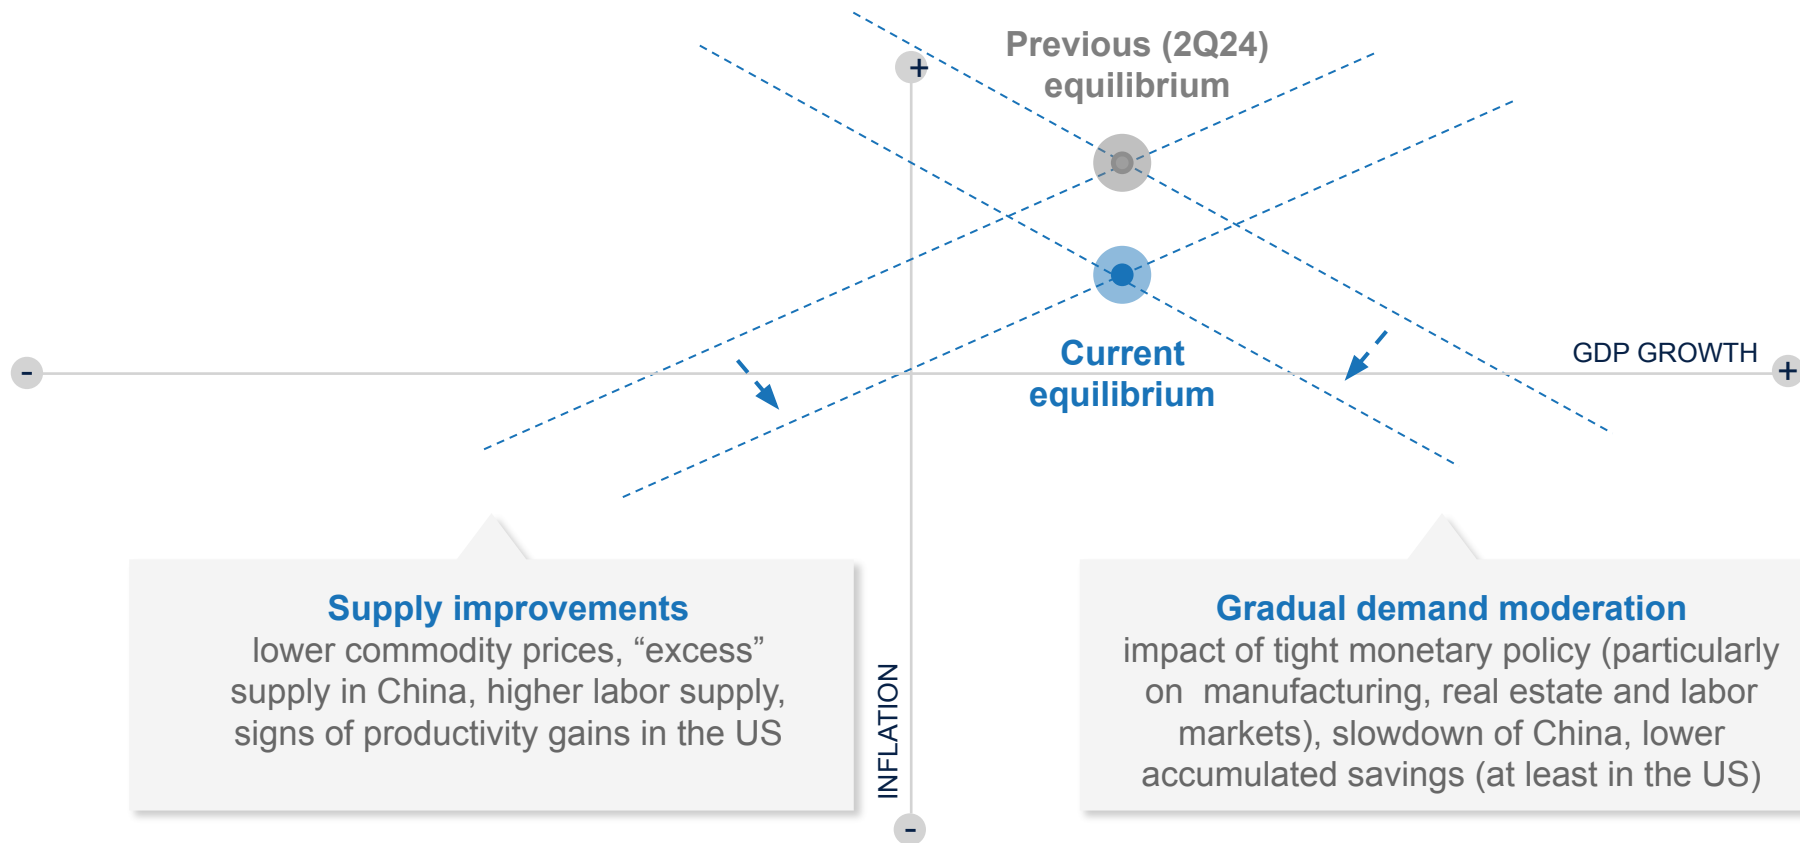 Previous (2Q24)
equilibrium
+
Current
equilibrium
GDP GROWTH
-
+
Supply improvements
lower commodity prices, “excess”
supply in China, higher labor supply,
signs of productivity gains in the US
INFLATION
-
Gradual demand moderation
impact of tight monetary policy (particularly
on  manufacturing, real estate and labor
markets), slowdown of China, lower
accumulated savings (at least in the US)